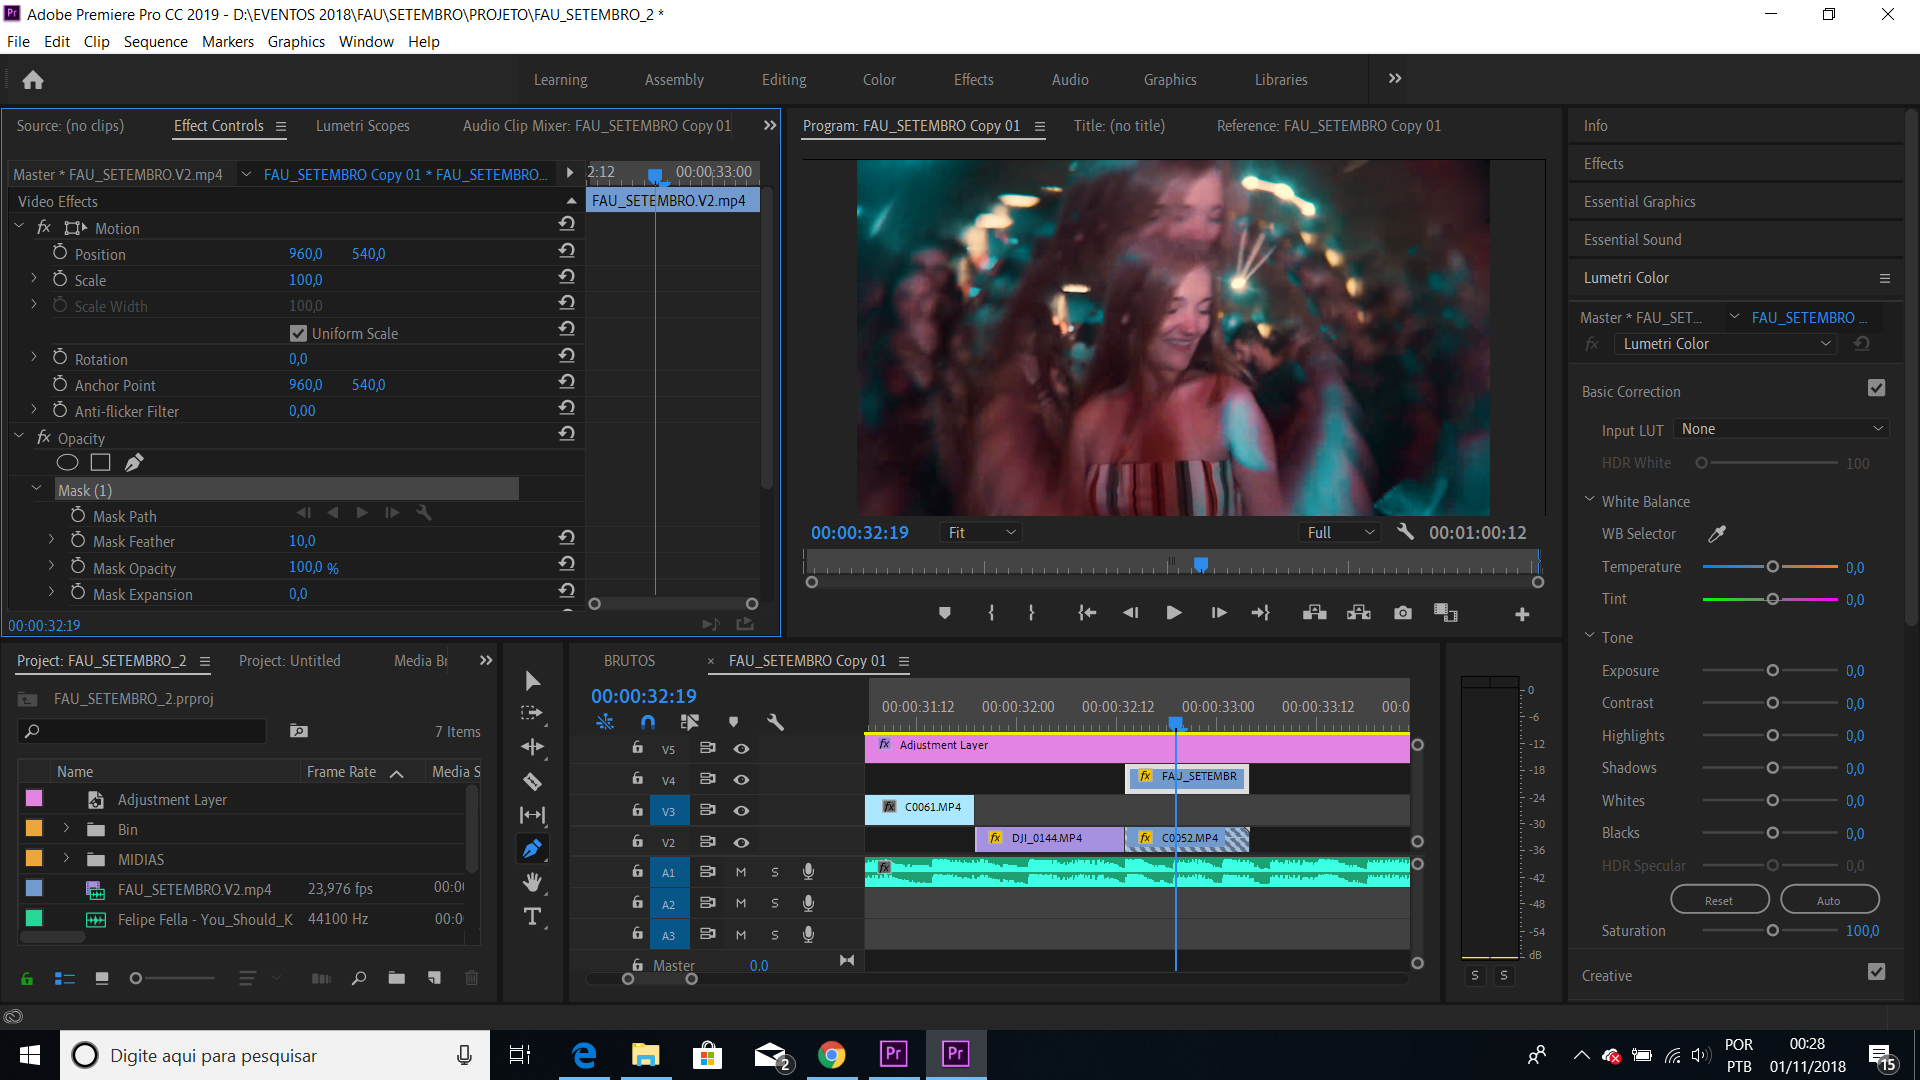 Adobe Premiere Pro CC 2019 - D:\EVENTOS 2018\FAU\SETEMBRO\PROJETO\FAU_SETEMBRO_2 *
File Edit Clip Sequence Markers Graphics Window Help
Learning Assembly Editing Color Effects Audio Graphics Libraries
Source: (no clips) Effect Controls Lumetri Scopes Audio Clip Mixer: FAU_SETEMBRO Copy 01
Master * FAU_SETEMBRO.V2.mp4 FAU_SETEMBRO Copy 01 * FAU_SETEMBRO... 2:12 00:00:33:00
Video Effects FAU_SETEMBRO.V2.mp4
fx Motion
Position 960,0 540,0
Scale 100,0
Scale Width 100,0
Uniform Scale
Rotation 0,0
Anchor Point 960,0 540,0
Anti-flicker Filter 0,00
fx Opacity
Mask (1)
Mask Path
Mask Feather 10,0
Mask Opacity 100,0 %
Mask Expansion 0,0
00:00:32:19
Program: FAU_SETEMBRO Copy 01 Title: (no title) Reference: FAU_SETEMBRO Copy 01
00:00:32:19 Fit Full 00:01:00:12
Info
Effects
Essential Graphics
Essential Sound
Lumetri Color
Master * FAU_SET... FAU_SETEMBRO ...
fx Lumetri Color
Basic Correction
Input LUT None
HDR White 100
White Balance
WB Selector
Temperature 0,0
Tint 0,0
Tone
Exposure 0,0
Contrast 0,0
Highlights 0,0
Shadows 0,0
Whites 0,0
Blacks 0,0
HDR Specular 0,0
Reset Auto
Saturation 100,0
Creative
Project: FAU_SETEMBRO_2 Project: Untitled Media Br
FAU_SETEMBRO_2.prproj
7 Items
Name Frame Rate Media S
Adjustment Layer
Bin
MIDIAS
FAU_SETEMBRO.V2.mp4 23,976 fps 00:0
Felipe Fella - You_Should_K 44100 Hz 00:0
BRUTOS × FAU_SETEMBRO Copy 01
00:00:32:19
00:00:31:12 00:00:32:00 00:00:32:12 00:00:33:00 00:00:33:12 00:0
V5 fx Adjustment Layer
V4 fx FAU_SETEMBR
V3 fx C0061.MP4
V2 fx DJI_0144.MP4 fx C0052.MP4
A1 M S fx
A2 M S
A3 M S
Master 0.0
0
-6
-12
-18
-24
-30
-36
-42
-48
-54
dB
S S
Digite aqui para pesquisar
2
Pr Pr
POR
PTB
00:28
01/11/2018
15